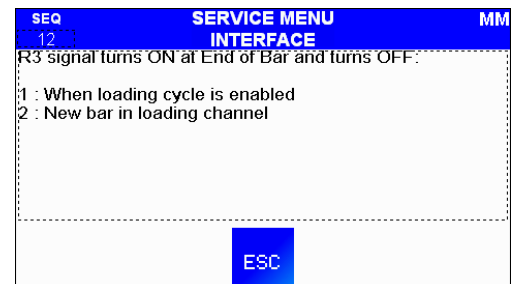 SEQ SERVICE MENU MM
12 INTERFACE
R3 signal turns ON at End of Bar and turns OFF:
1 : When loading cycle is enabled
2 : New bar in loading channel
ESC